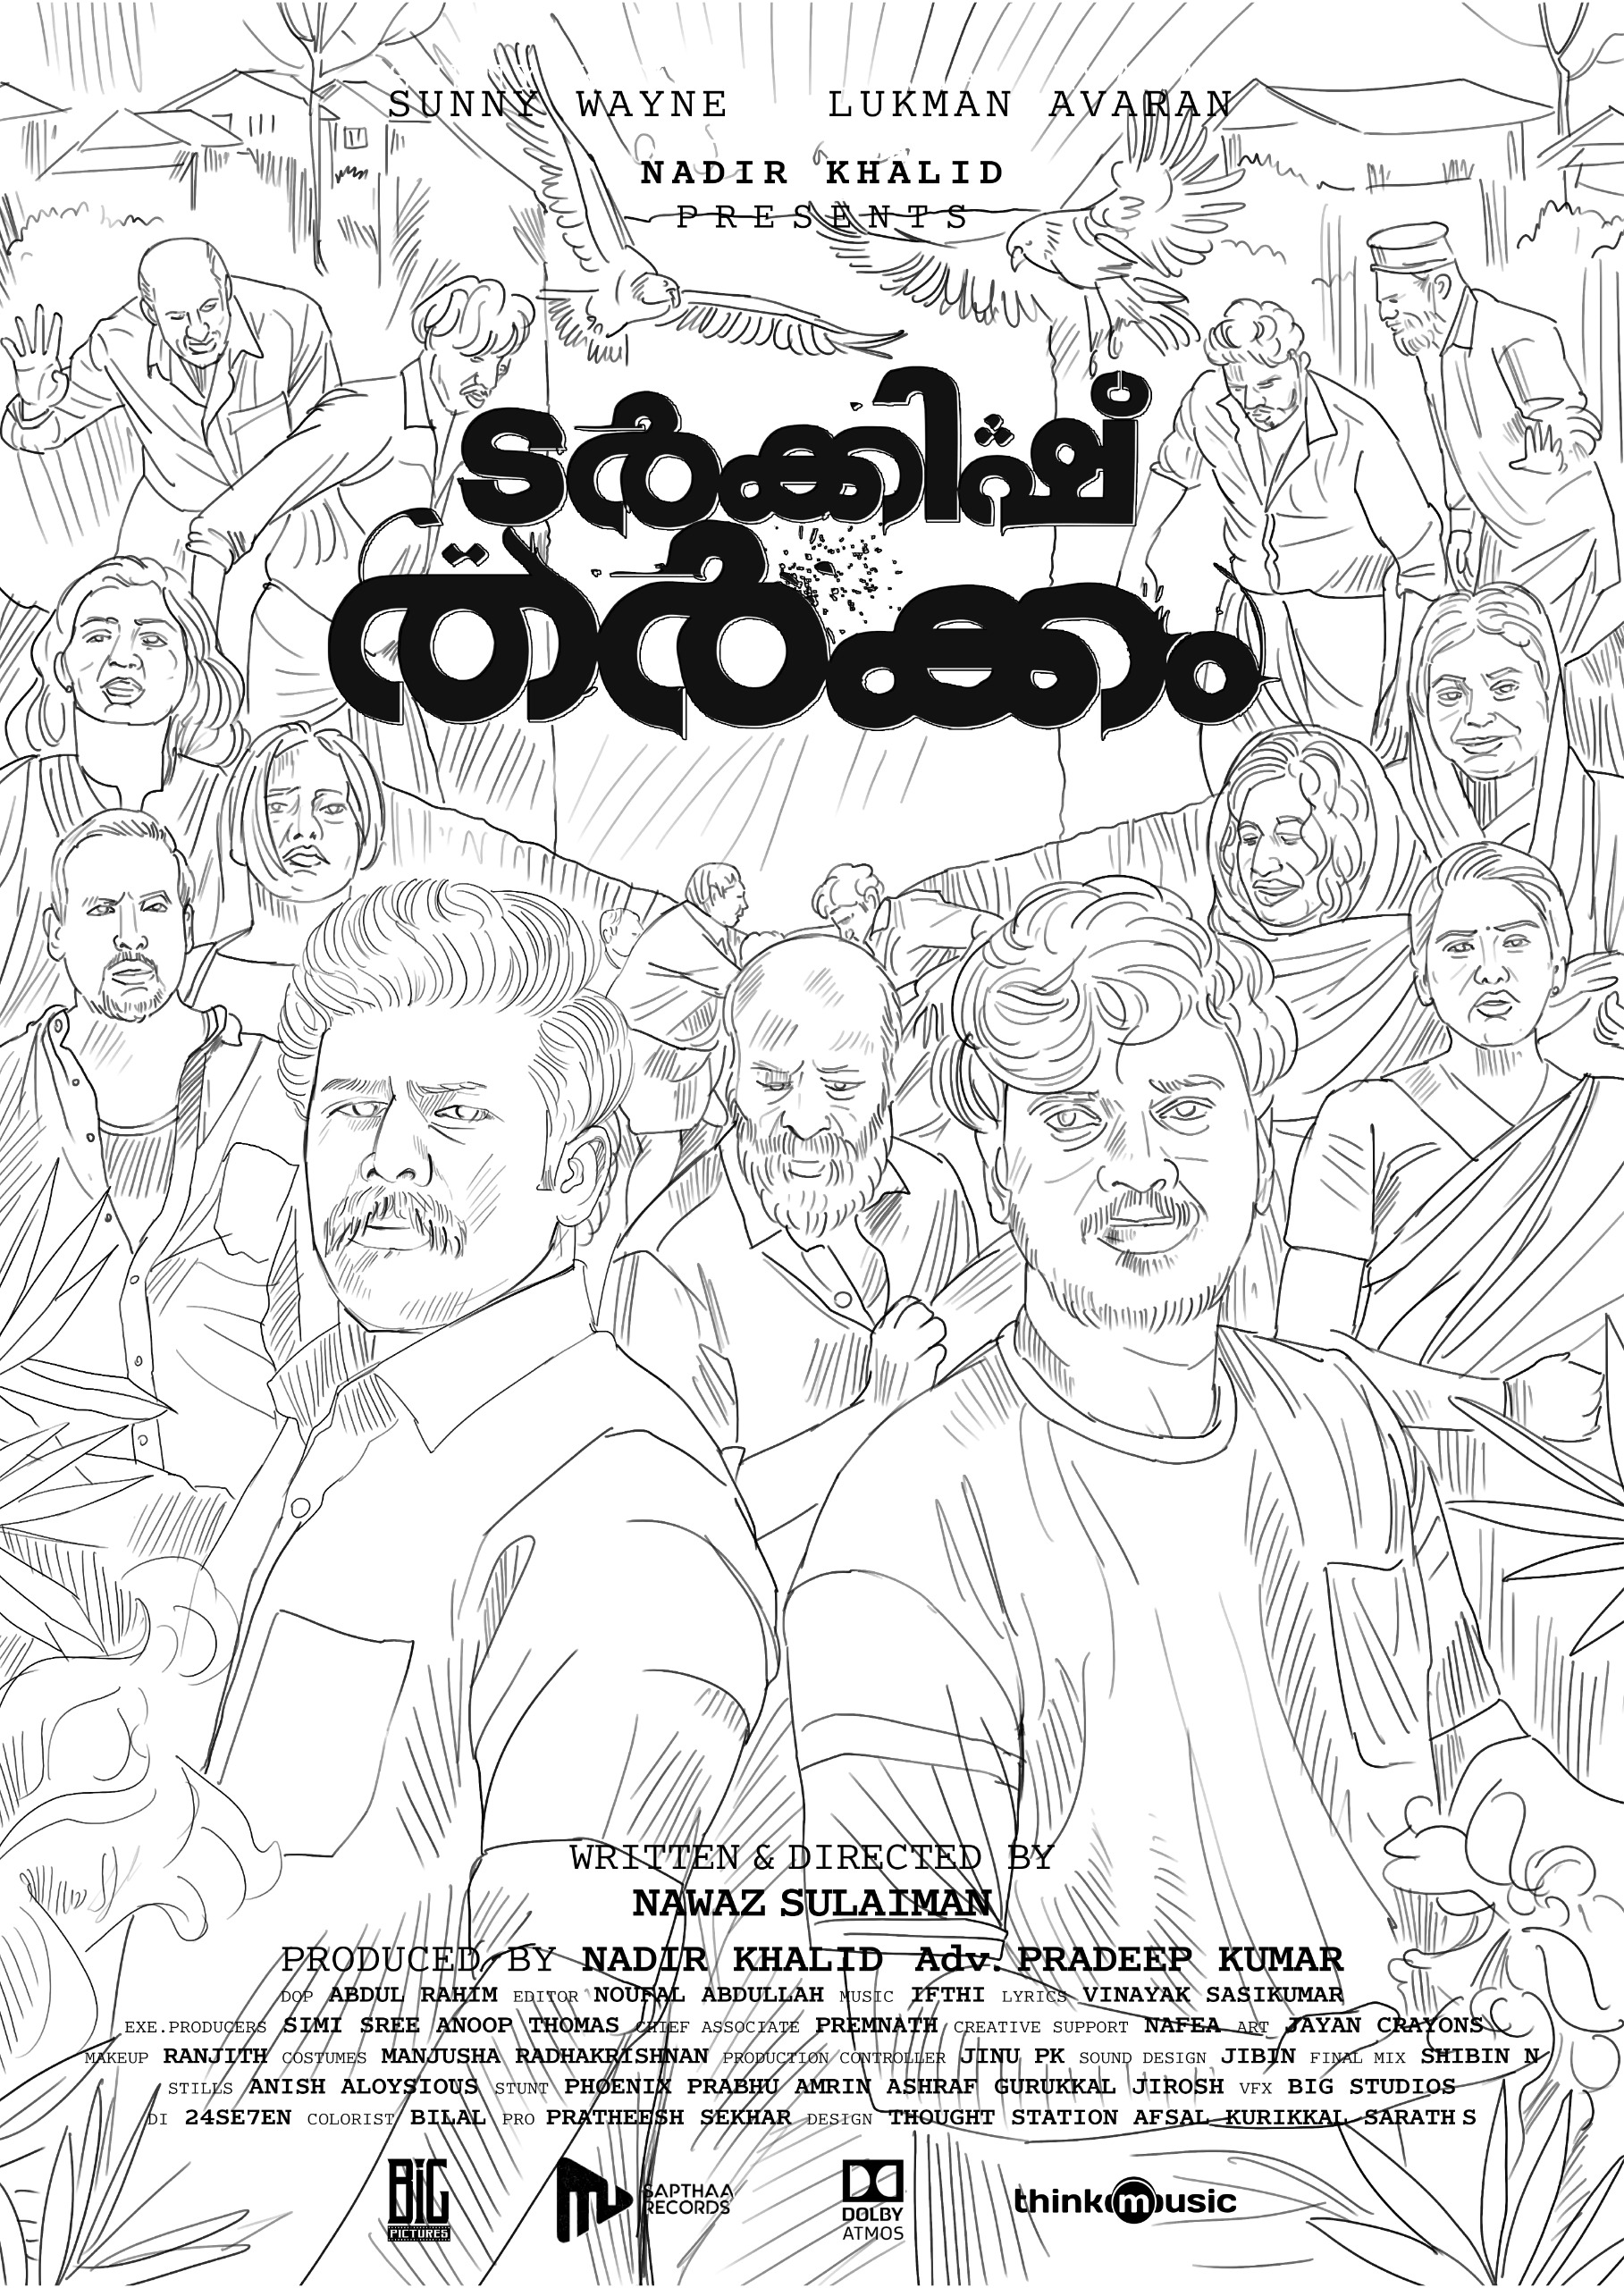 SUNNY WAYNE LUKMAN AVARAN
NADIR KHALID
PRESENTS
ടർക്കിഷ്
തർക്കം
WRITTEN & DIRECTED BY
NAWAZ SULAIMAN
PRODUCED BY NADIR KHALID Adv. PRADEEP KUMAR
DOP ABDUL RAHIM EDITOR NOUFAL ABDULLAH MUSIC IFTHI LYRICS VINAYAK SASIKUMAR
EXE.PRODUCERS SIMI SREE ANOOP THOMAS CHIEF ASSOCIATE PREMNATH CREATIVE SUPPORT NAFEA ART JAYAN CRAYONS
MAKEUP RANJITH COSTUMES MANJUSHA RADHAKRISHNAN PRODUCTION CONTROLLER JINU PK SOUND DESIGN JIBIN FINAL MIX SHIBIN N
STILLS ANISH ALOYSIOUS STUNT PHOENIX PRABHU AMRIN ASHRAF GURUKKAL JIROSH VFX BIG STUDIOS
DI 24SE7EN COLORIST BILAL PRO PRATHEESH SEKHAR DESIGN THOUGHT STATION AFSAL KURIKKAL SARATH S
BIG
PICTURES
SAPTHAA
RECORDS
DOLBY
ATMOS
think music